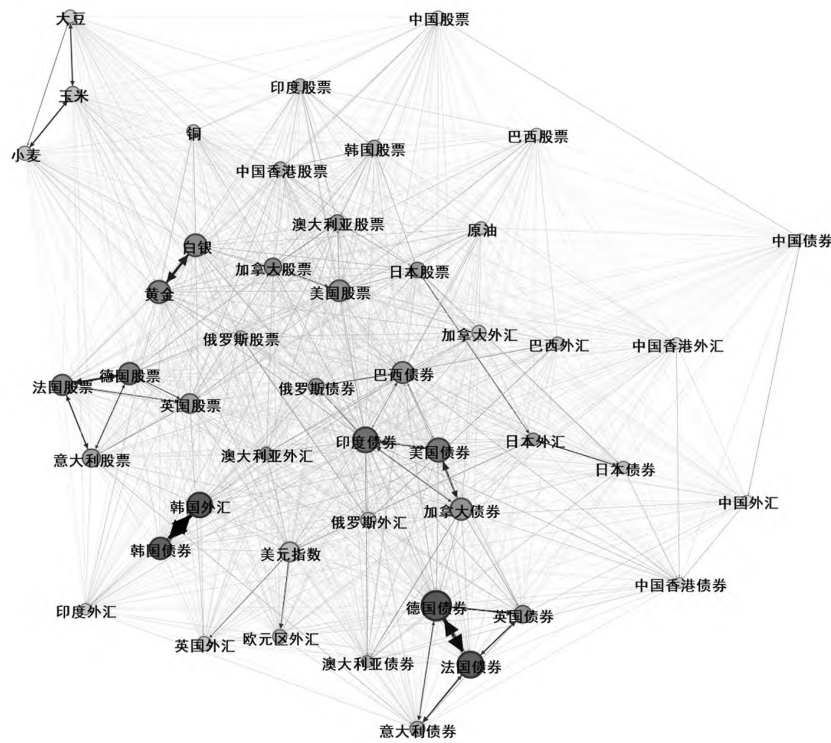 大豆
中国股票
印度股票
玉米
铜
韩国股票
巴西股票
小麦
中国香港股票
澳大利亚股票
原油
中国债券
白银
加拿大股票
日本股票
黄金
美国股票
俄罗斯股票
加拿大外汇
巴西外汇
中国香港外汇
德国股票
法国股票
巴西债券
俄罗斯债券
英国股票
印度债券
日本外汇
意大利股票
澳大利亚外汇
美国债券
日本债券
韩国外汇
加拿大债券
中国外汇
俄罗斯外汇
韩国债券
美元指数
中国香港债券
印度外汇
德国债券
英国债券
英国外汇
欧元区外汇
澳大利亚债券
法国债券
意大利债券